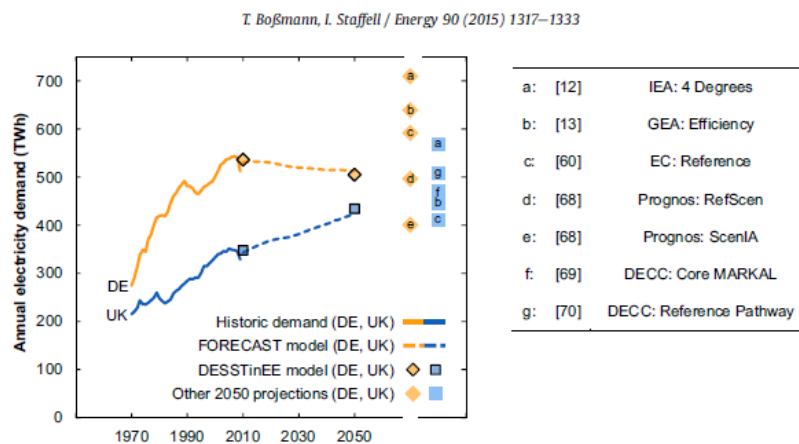 T. Boßmann, I. Staffell / Energy 90 (2015) 1317–1333
Annual electricity demand (TWh)
700
600
500
400
300
200
100
0
1970 1990 2010 2030 2050
DE
UK
Historic demand (DE, UK)
FORECAST model (DE, UK)
DESSTinEE model (DE, UK)
Other 2050 projections (DE, UK)
a
b
c
d
e
a
g
f
b
c
a: [12] IEA: 4 Degrees
b: [13] GEA: Efficiency
c: [60] EC: Reference
d: [68] Prognos: RefScen
e: [68] Prognos: ScenIA
f: [69] DECC: Core MARKAL
g: [70] DECC: Reference Pathway